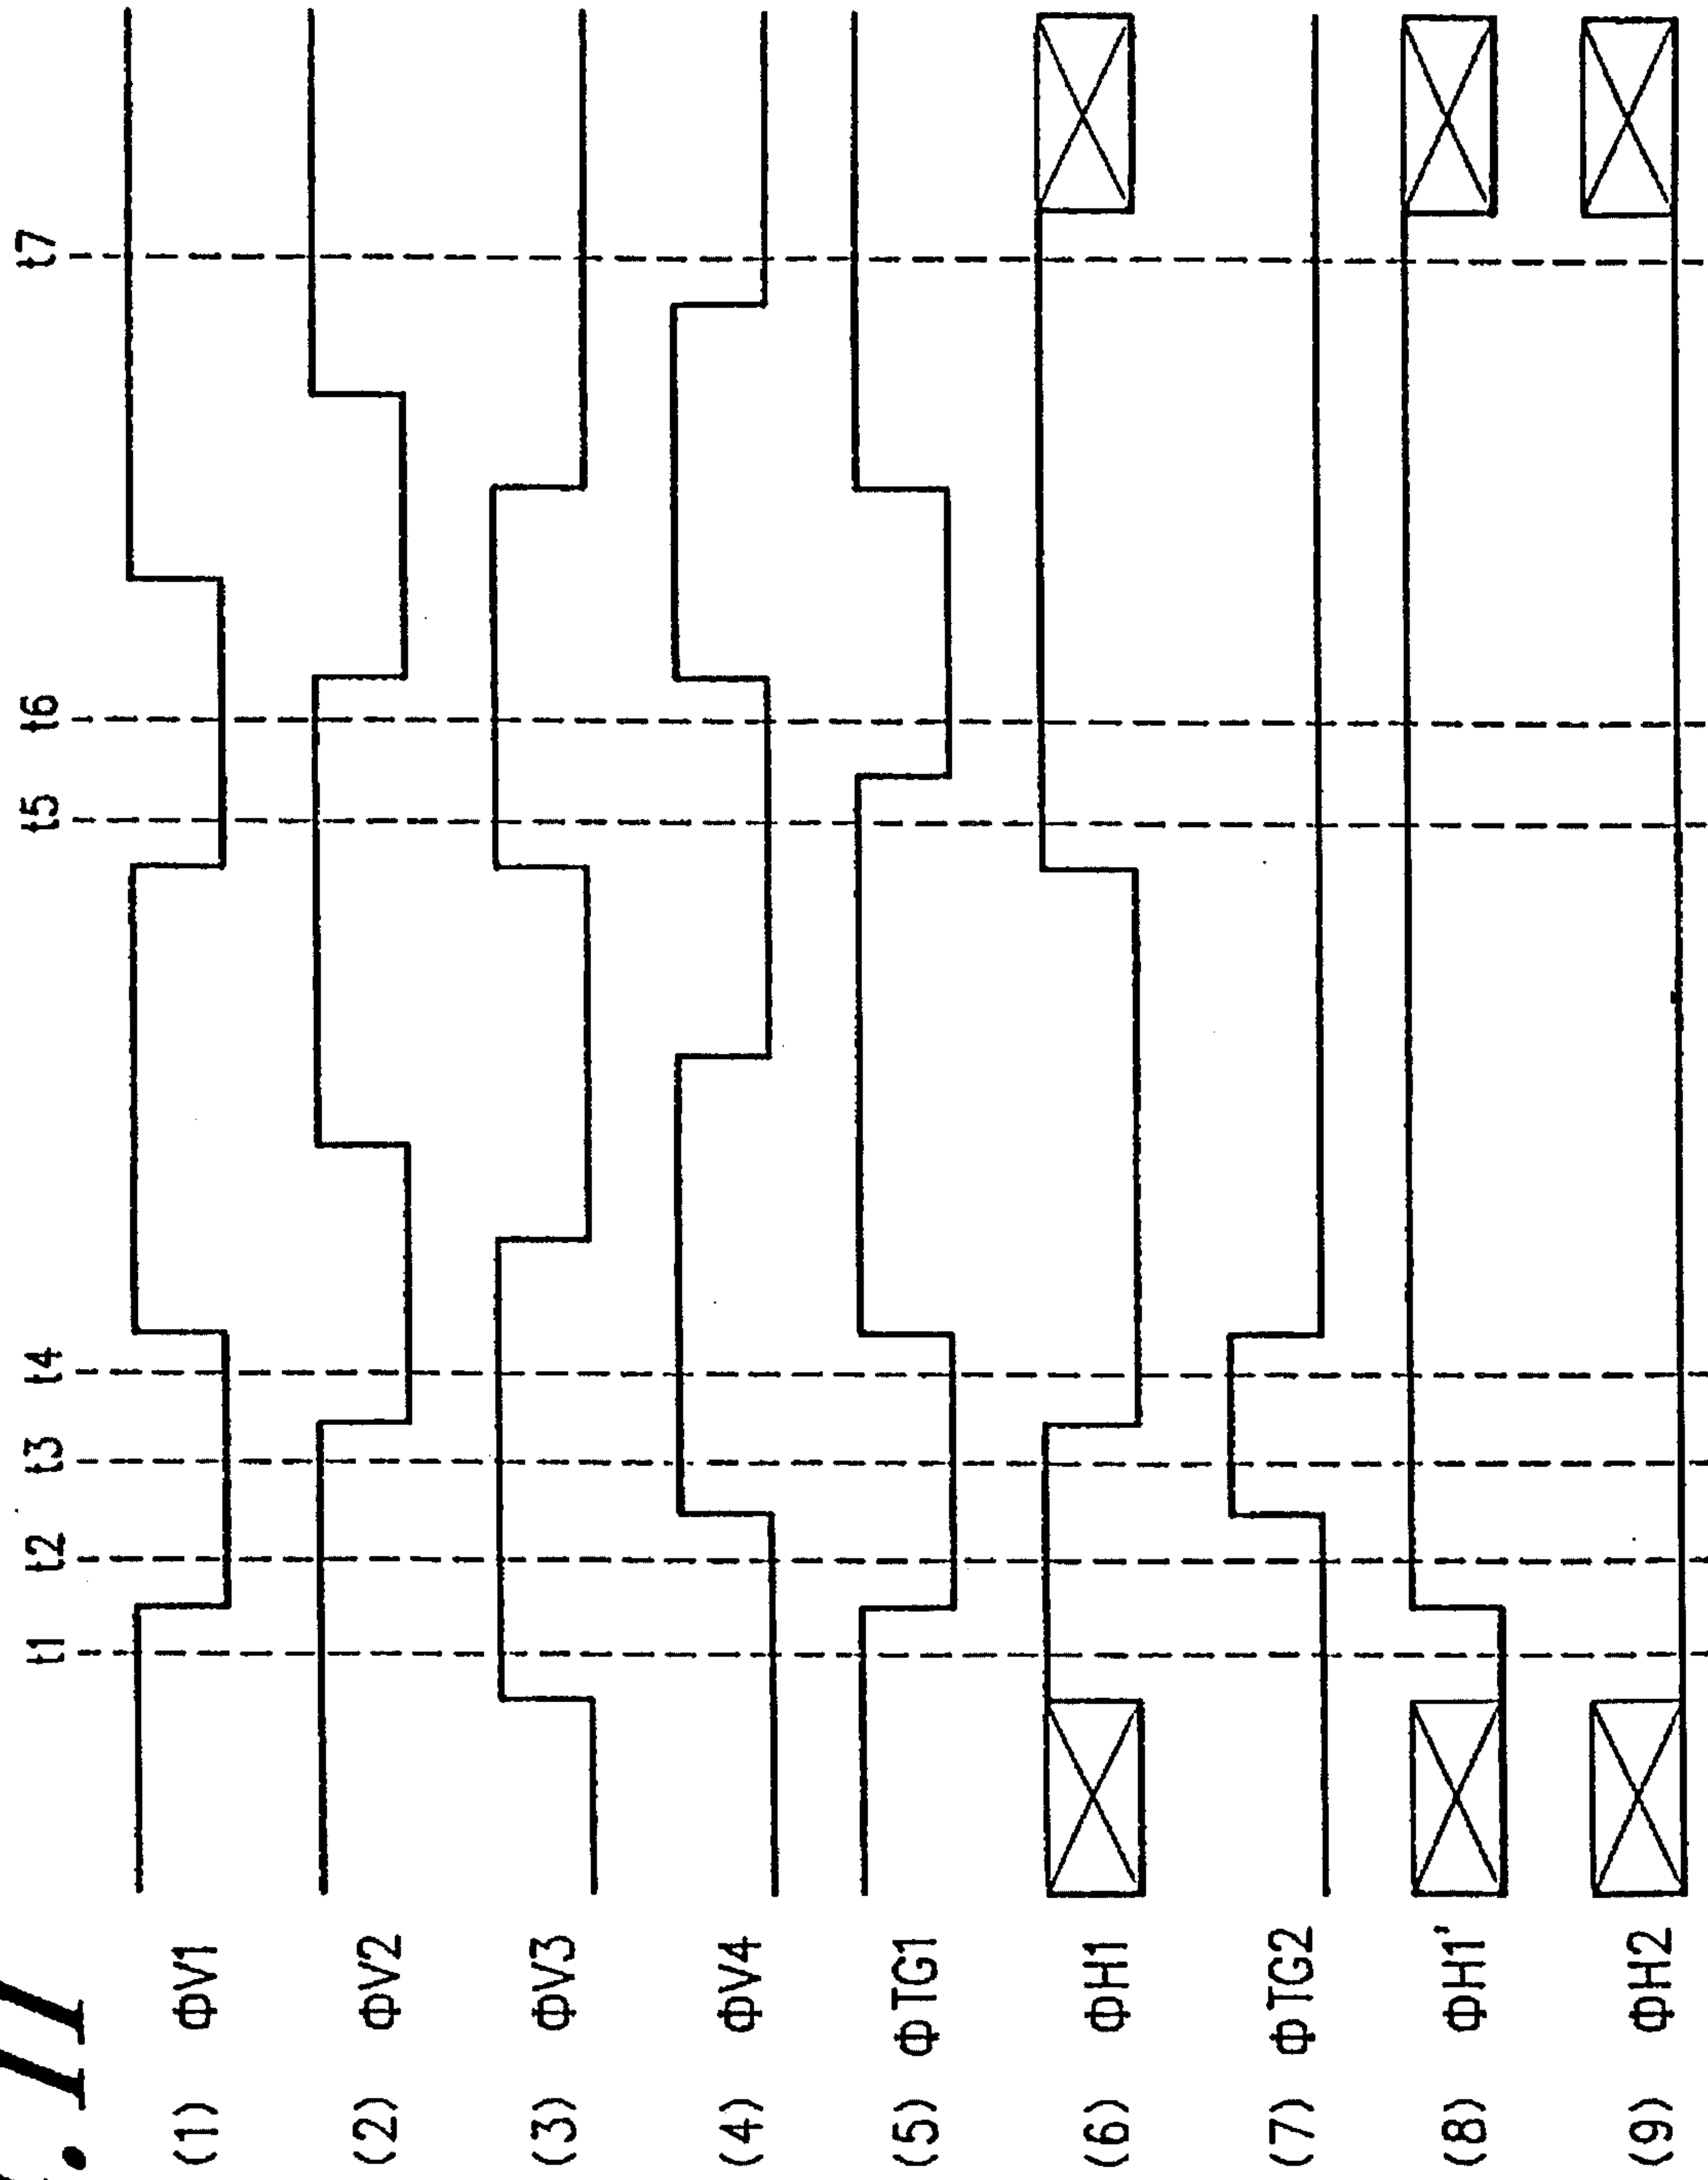 . 11
t1 t2 t3 t4 t5 t6 t7
(1) ΦV1
(2) ΦV2
(3) ΦV3
(4) ΦV4
(5) ΦTG1
(6) ΦH1
(7) ΦTG2
(8) ΦH1'
(9) ΦH2